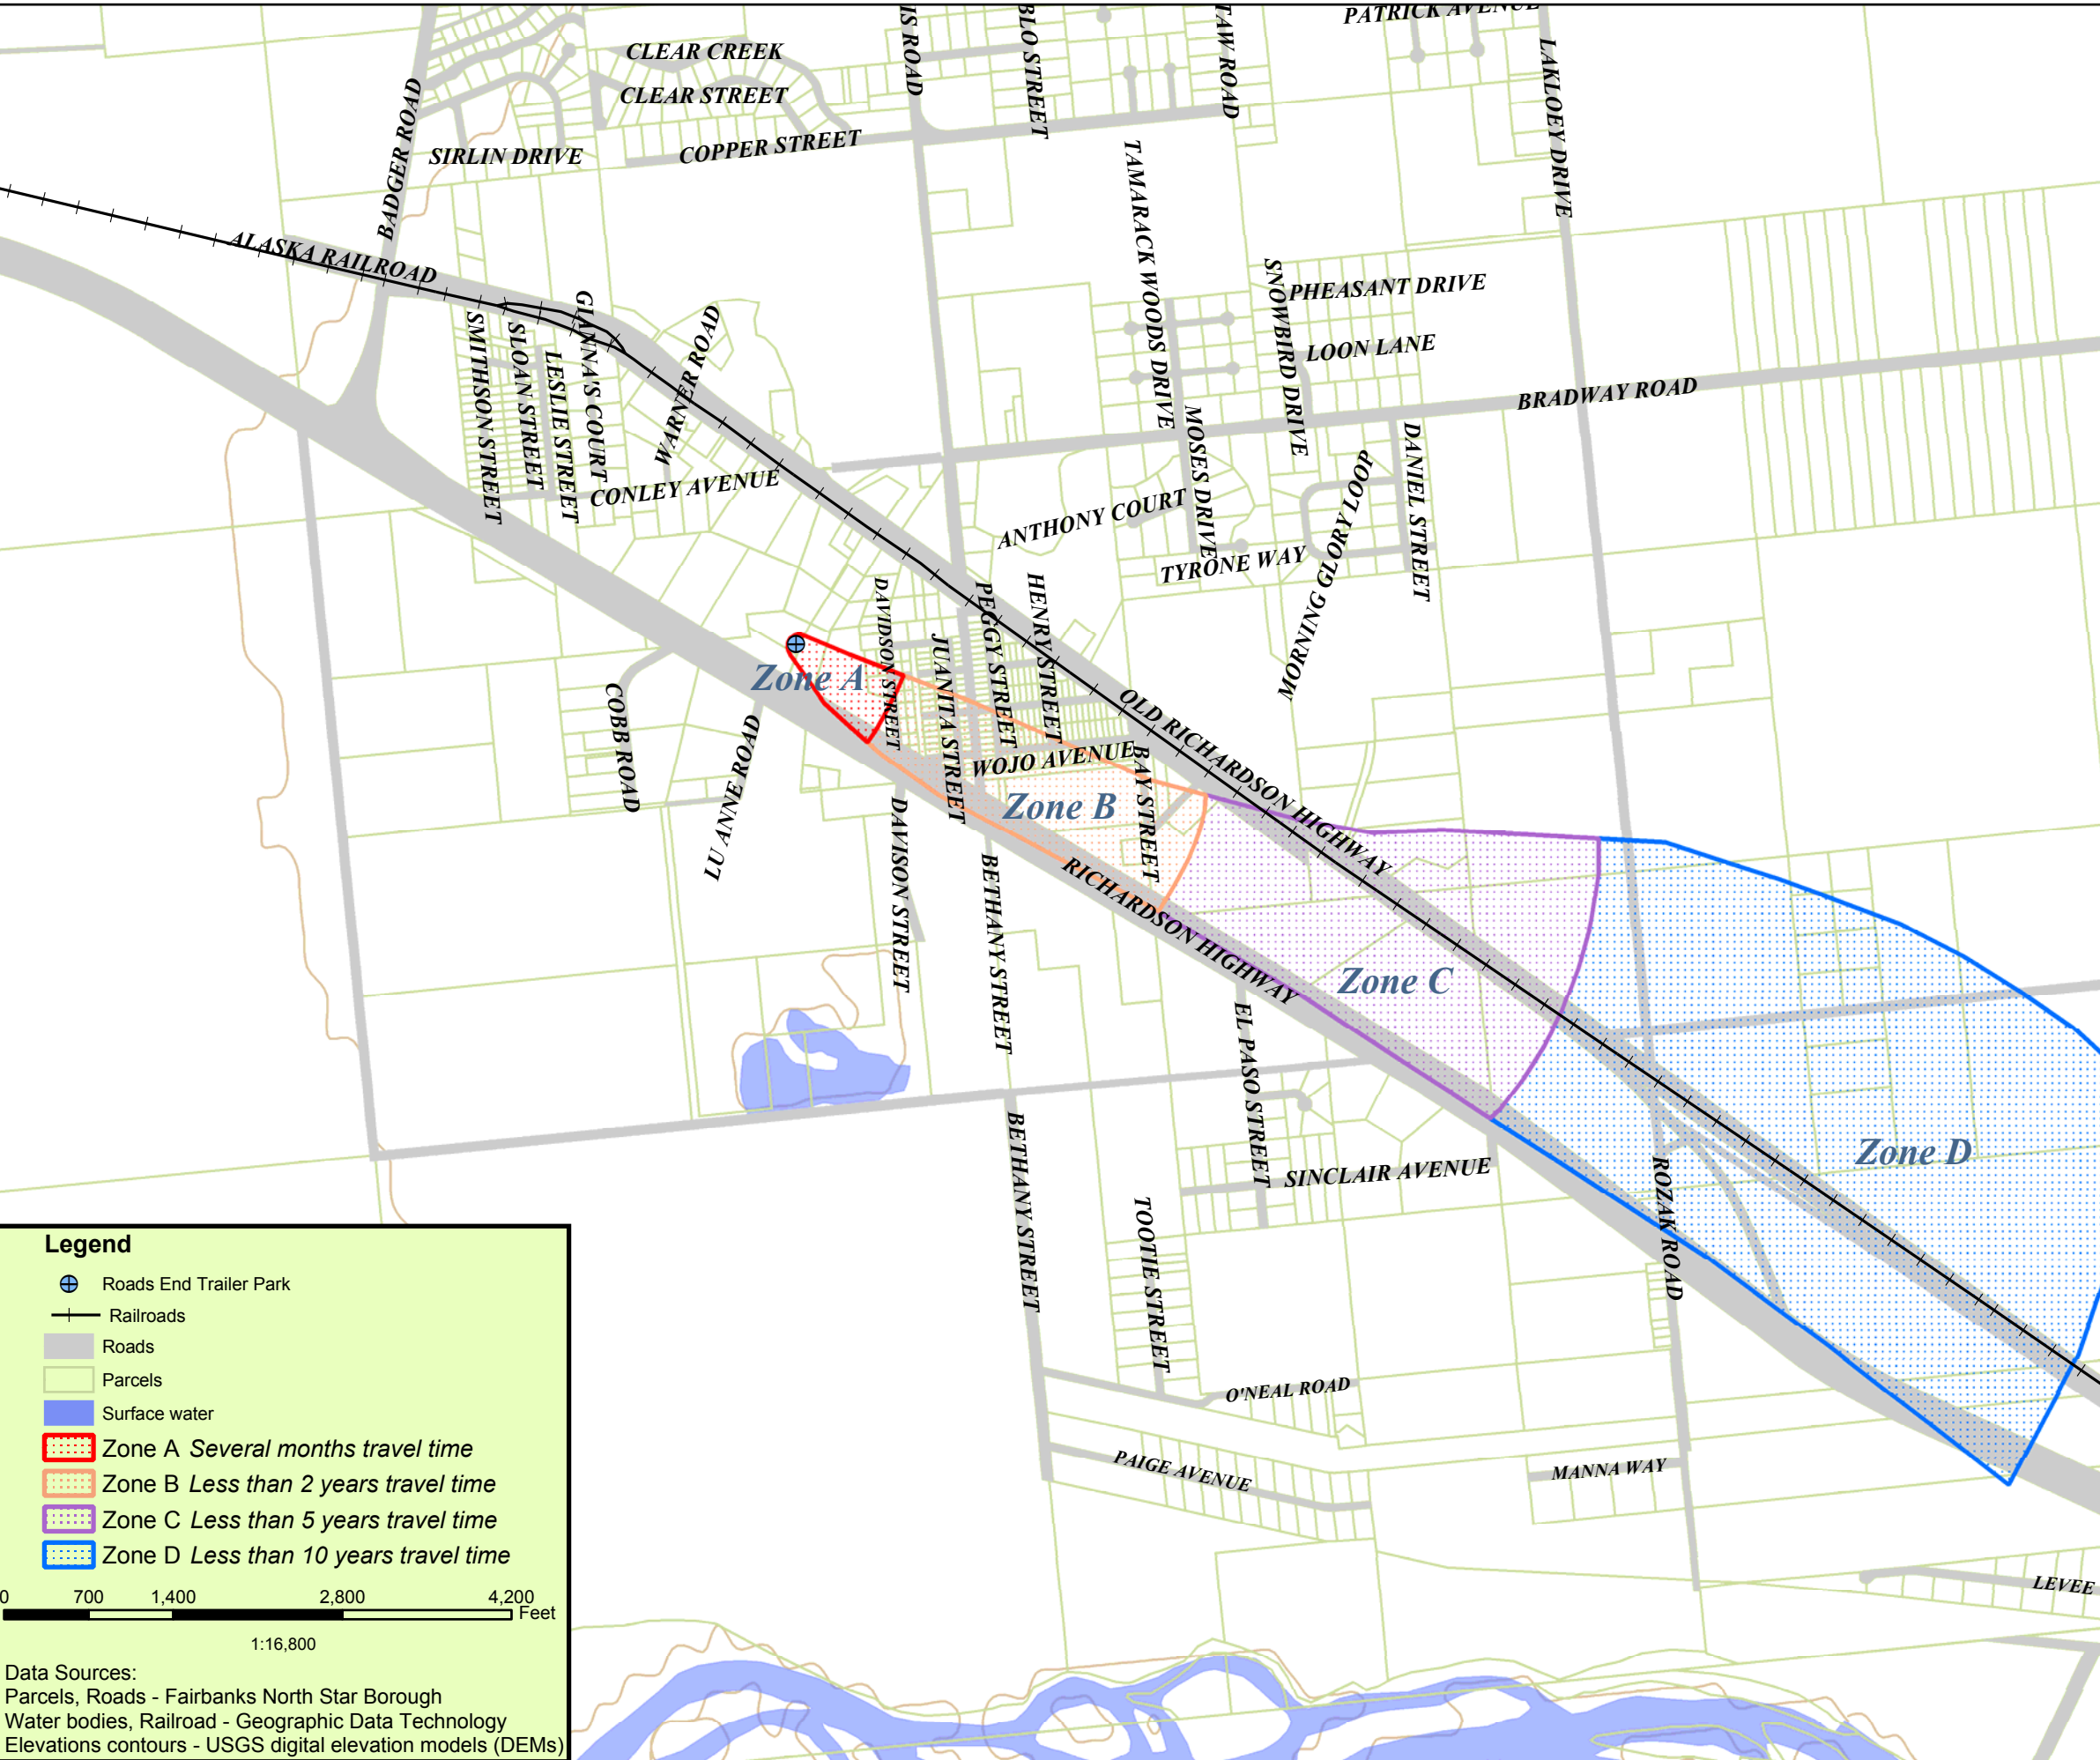 PATRICK AVENUE
CLEAR CREEK
CLEAR STREET
COPPER STREET
SIRLIN DRIVE
BADGER ROAD
IS ROAD
BLO STREET
TAW ROAD
LAKLOEY DRIVE
ALASKA RAILROAD
TAMARACK WOODS DRIVE
SNOWBIRD DRIVE
PHEASANT DRIVE
LOON LANE
BRADWAY ROAD
SMITHSON STREET
SLOAN STREET
LESLIE STREET
GIANNA'S COURT
WARNER ROAD
CONLEY AVENUE
ANTHONY COURT
MOSES DRIVE
TYRONE WAY
MORNING GLORY LOOP
DANIEL STREET
DAVIDSON STREET
JUANITA STREET
PEGGY STREET
HENRY STREET
Zone A
COBB ROAD
LU ANNE ROAD
OLD RICHARDSON HIGHWAY
WOJO AVENUE
BAY STREET
Zone B
DAVISON STREET
BETHANY STREET
RICHARDSON HIGHWAY
Zone C
EL PASO STREET
Zone D
BETHANY STREET
SINCLAIR AVENUE
ROZAK ROAD
TOOTIE STREET
O'NEAL ROAD
PAIGE AVENUE
MANNA WAY
LEVEE
Legend
Roads End Trailer Park
Railroads
Roads
Parcels
Surface water
Zone A Several months travel time
Zone B Less than 2 years travel time
Zone C Less than 5 years travel time
Zone D Less than 10 years travel time
0 700 1,400 2,800 4,200
Feet
1:16,800
Data Sources:
Parcels, Roads - Fairbanks North Star Borough
Water bodies, Railroad - Geographic Data Technology
Elevations contours - USGS digital elevation models (DEMs)